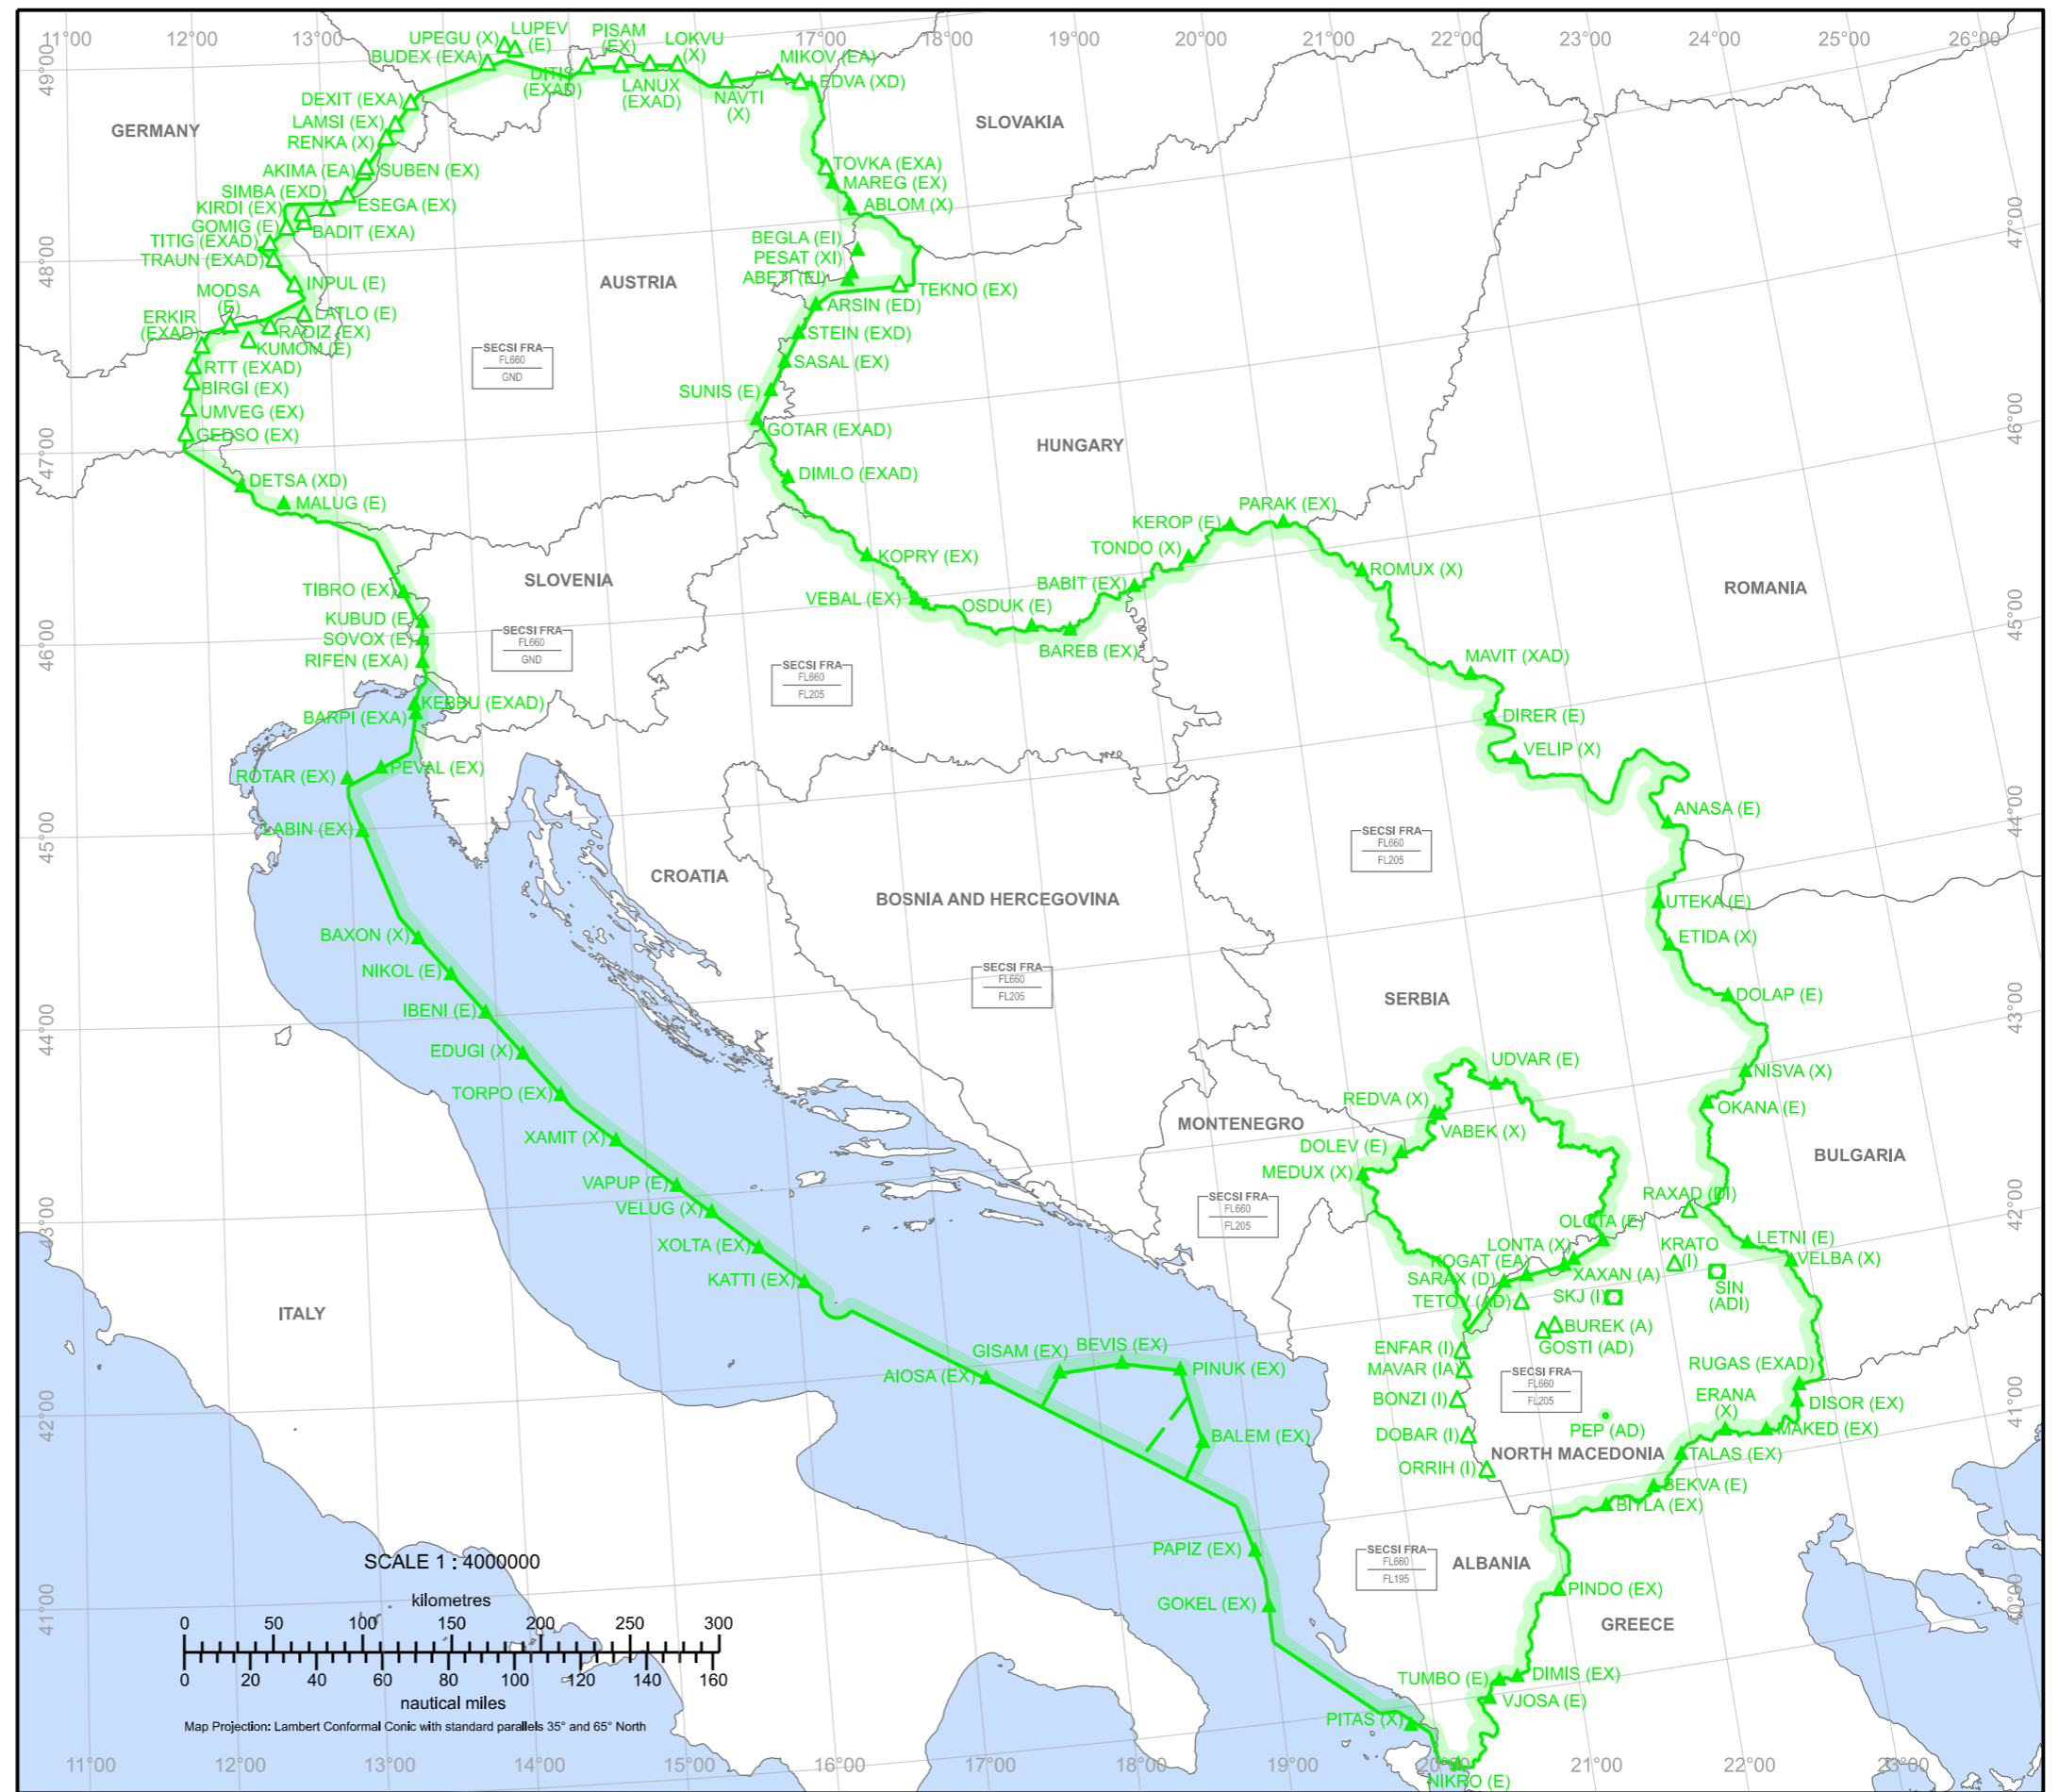 11°00'
12°00'
13°00'
17°00'
18°00'
19°00'
20°00'
21°00'
22°00'
23°00'
24°00'
25°00'
26°00'
UPEGU (X)
LUPEV
(E)
PISAM
(EX)
LOKVU
(X)
MIKOV (EA)
BUDEX (EXA)
DITIS
(EXAD)
LANUX
(EXAD)
NAVTI
(X)
LEDVA (XD)
49°00'
DEXIT (EXA)
GERMANY
LAMSI (EX)
RENKA (X)
SLOVAKIA
AKIMA (EA)
SUBEN (EX)
TOVKA (EXA)
MAREG (EX)
SIMBA (EXD)
KIRDI (EX)
ESEGA (EX)
ABLOM (X)
GOMIG (E)
BADIT (EXA)
TITIG (EXAD)
BEGLA (EI)
TRAUN (EXAD)
PESAT (XI)
48°00'
47°00'
INPUL (E)
AUSTRIA
ABETI (EI)
TEKNO (EX)
MODSA
(E)
LATLO (E)
ARSIN (ED)
ERKIR
(EXAD)
RADIZ (EX)
KUMOM (E)
STEIN (EXD)
SECSI FRA
FL660
GND
RTT (EXAD)
SASAL (EX)
BIRGI (EX)
SUNIS (E)
UMVEG (EX)
GEDSO (EX)
GOTAR (EXAD)
46°00'
47°00'
HUNGARY
DETSA (XD)
DIMLO (EXAD)
MALUG (E)
PARAK (EX)
KEROP (E)
TONDO (X)
KOPRY (EX)
ROMUX (X)
SLOVENIA
BABIT (EX)
ROMANIA
TIBRO (EX)
VEBAL (EX)
OSDUK (E)
45°00'
KUBUD (E)
SOVOX (E)
SECSI FRA
FL660
GND
46°00'
RIFEN (EXA)
BAREB (EX)
MAVIT (XAD)
SECSI FRA
FL660
FL205
KEBBU (EXAD)
BARPI (EXA)
DIRER (E)
VELIP (X)
ROTAR (EX)
PEVAL (EX)
ANASA (E)
44°00'
45°00'
LABIN (EX)
SECSI FRA
FL660
FL205
CROATIA
BOSNIA AND HERCEGOVINA
UTEKA (E)
BAXON (X)
ETIDA (X)
NIKOL (E)
SECSI FRA
FL660
FL205
SERBIA
DOLAP (E)
43°00'
IBENI (E)
44°00'
EDUGI (X)
UDVAR (E)
NISVA (X)
TORPO (EX)
REDVA (X)
OKANA (E)
XAMIT (X)
MONTENEGRO
VABEK (X)
DOLEV (E)
BULGARIA
MEDUX (X)
VAPUP (E)
RAXAD (DI)
VELUG (X)
SECSI FRA
FL660
FL205
42°00'
43°00'
OLOTA (E)
XOLTA (EX)
LONTA (X)
KRATO
(I)
LETNI (E)
VELBA (X)
KOGAT (EA)
KATTI (EX)
SARAX (D)
XAXAN (A)
TETOV (AD)
SKJ (I)
SIN
(ADI)
ITALY
BUREK (A)
GISAM (EX)
BEVIS (EX)
ENFAR (I)
GOSTI (AD)
PINUK (EX)
MAVAR (IA)
RUGAS (EXAD)
AIOSA (EX)
SECSI FRA
FL660
FL205
BONZI (I)
ERANA
(X)
DISOR (EX)
41°00'
42°00'
BALEM (EX)
DOBAR (I)
PEP (AD)
MAKED (EX)
NORTH MACEDONIA
TALAS (EX)
ORRIH (I)
BEKVA (E)
BITLA (EX)
PAPIZ (EX)
SECSI FRA
FL660
FL195
ALBANIA
SCALE 1 : 4000000
PINDO (EX)
40°00'
41°00'
kilometres
GOKEL (EX)
GREECE
0 50 100 150 200 250 300
0 20 40 60 80 100 120 140 160
TUMBO (E)
DIMIS (EX)
nautical miles
VJOSA (E)
PITAS (X)
Map Projection: Lambert Conformal Conic with standard parallels 35° and 65° North
11°00'
12°00'
13°00'
14°00'
15°00'
16°00'
17°00'
18°00'
19°00'
20°00'
21°00'
22°00'
23°00'
NIKRO (E)